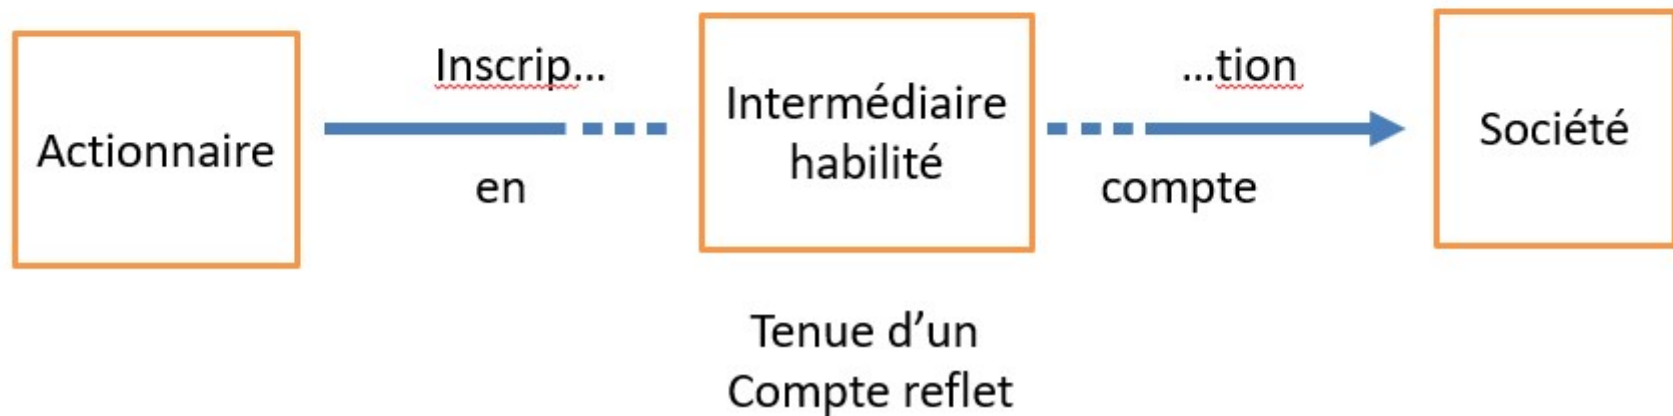 Actionnaire
Inscrip...
en
Intermédiaire
habilité
...tion
compte
Société
Tenue d’un
Compte reflet